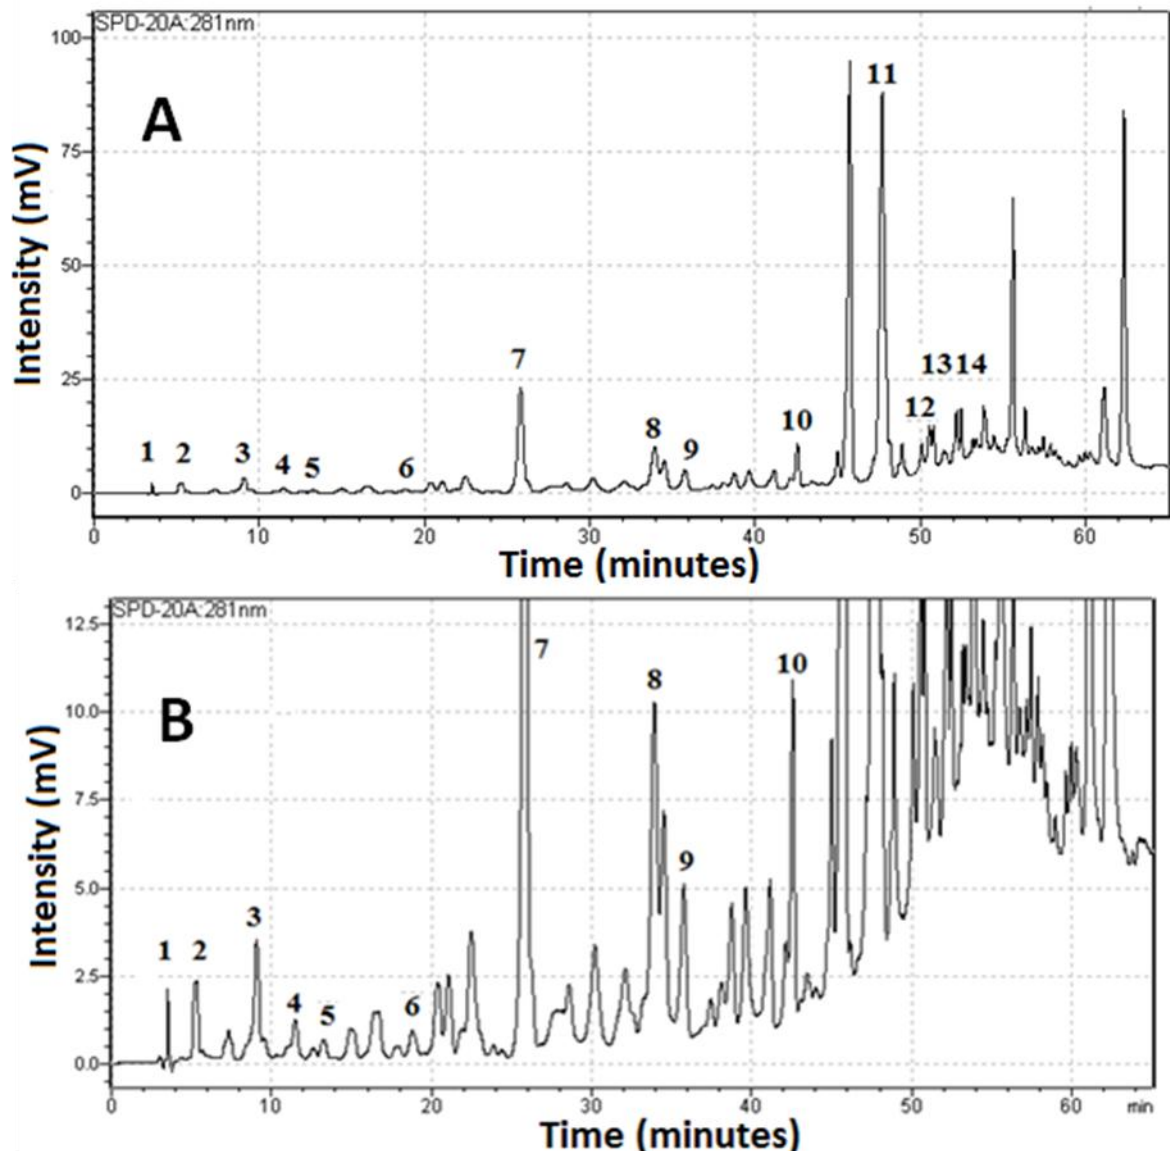 SPD-20A:281nm
100
A
11
75
Intensity (mV)
50
25
7
13 14
12
10
8
9
1 2 3 4 5 6
0
0 10 20 30 40 50 60
Time (minutes)
SPD-20A:281nm
12.5
7
B
8
10
10.0
Intensity (mV)
7.5
9
5.0
3
1 2
2.5
4 5 6
0.0
0 10 20 30 40 50 60 min
Time (minutes)